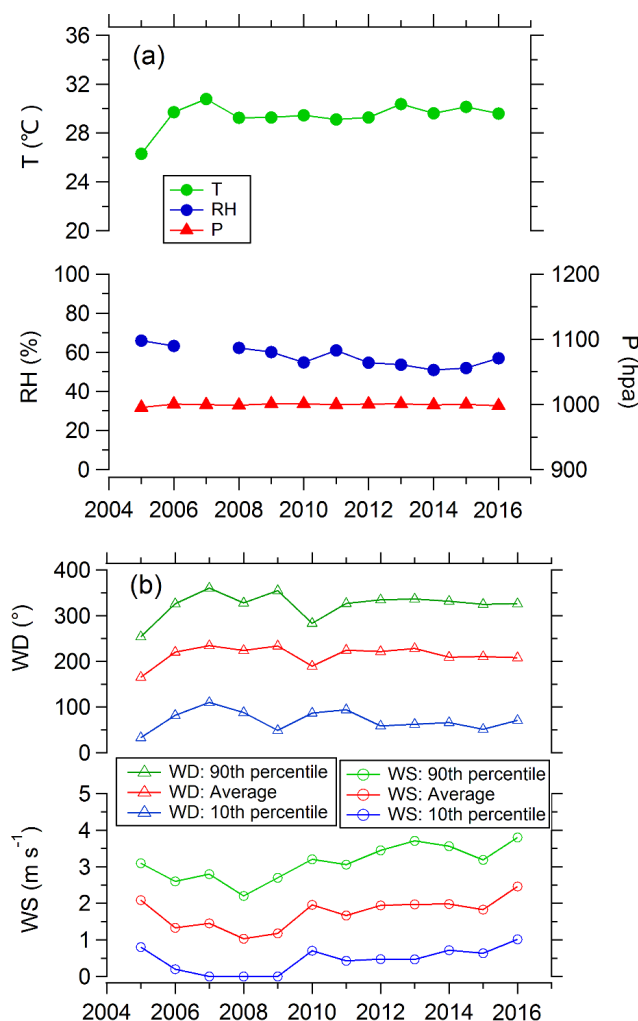 (a)
36
32
28
24
20
T (℃)
T
RH
P
100
80
60
40
20
0
RH (%)
1200
1100
1000
900
P (hpa)
2004 2006 2008 2010 2012 2014 2016
(b)
400
300
200
100
0
WD (°)
WD: 90th percentile
WD: Average
WD: 10th percentile
WS: 90th percentile
WS: Average
WS: 10th percentile
5
4
3
2
1
0
WS (m s⁻¹)
2004 2006 2008 2010 2012 2014 2016